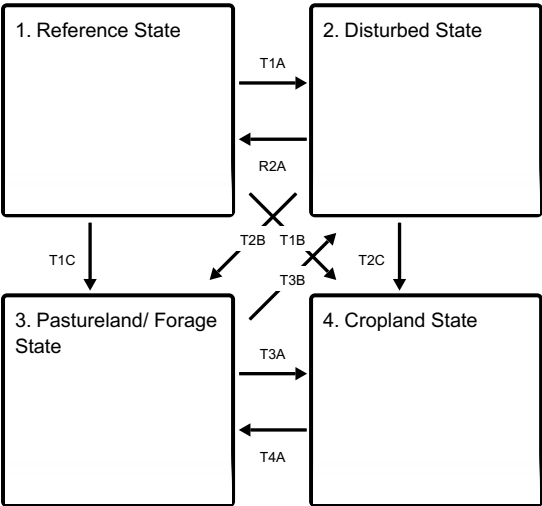 1. Reference State
2. Disturbed State
T1A
R2A
T2B
T1B
T1C
T2C
T3B
3. Pastureland/ Forage
State
4. Cropland State
T3A
T4A